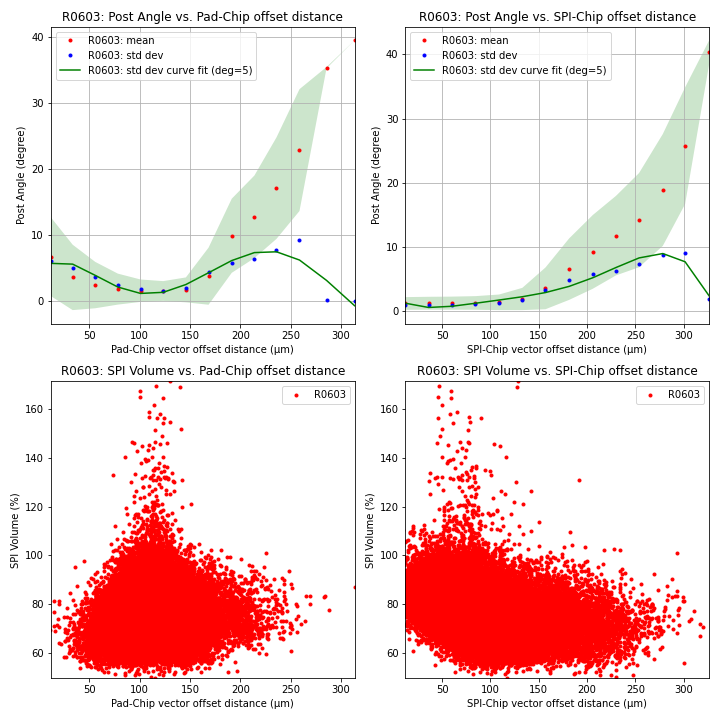 R0603: Post Angle vs. Pad-Chip offset distance
R0603: mean
R0603: std dev
R0603: std dev curve fit (deg=5)
40
30
20
10
0
Post Angle (degree)
50
100
150
200
250
300
Pad-Chip vector offset distance (μm)
R0603: Post Angle vs. SPI-Chip offset distance
R0603: mean
R0603: std dev
R0603: std dev curve fit (deg=5)
40
30
20
10
0
Post Angle (degree)
50
100
150
200
250
300
SPI-Chip vector offset distance (μm)
R0603: SPI Volume vs. Pad-Chip offset distance
R0603
160
140
120
100
80
60
SPI Volume (%)
50
100
150
200
250
300
Pad-Chip vector offset distance (μm)
R0603: SPI Volume vs. SPI-Chip offset distance
R0603
160
140
120
100
80
60
SPI Volume (%)
50
100
150
200
250
300
SPI-Chip vector offset distance (μm)